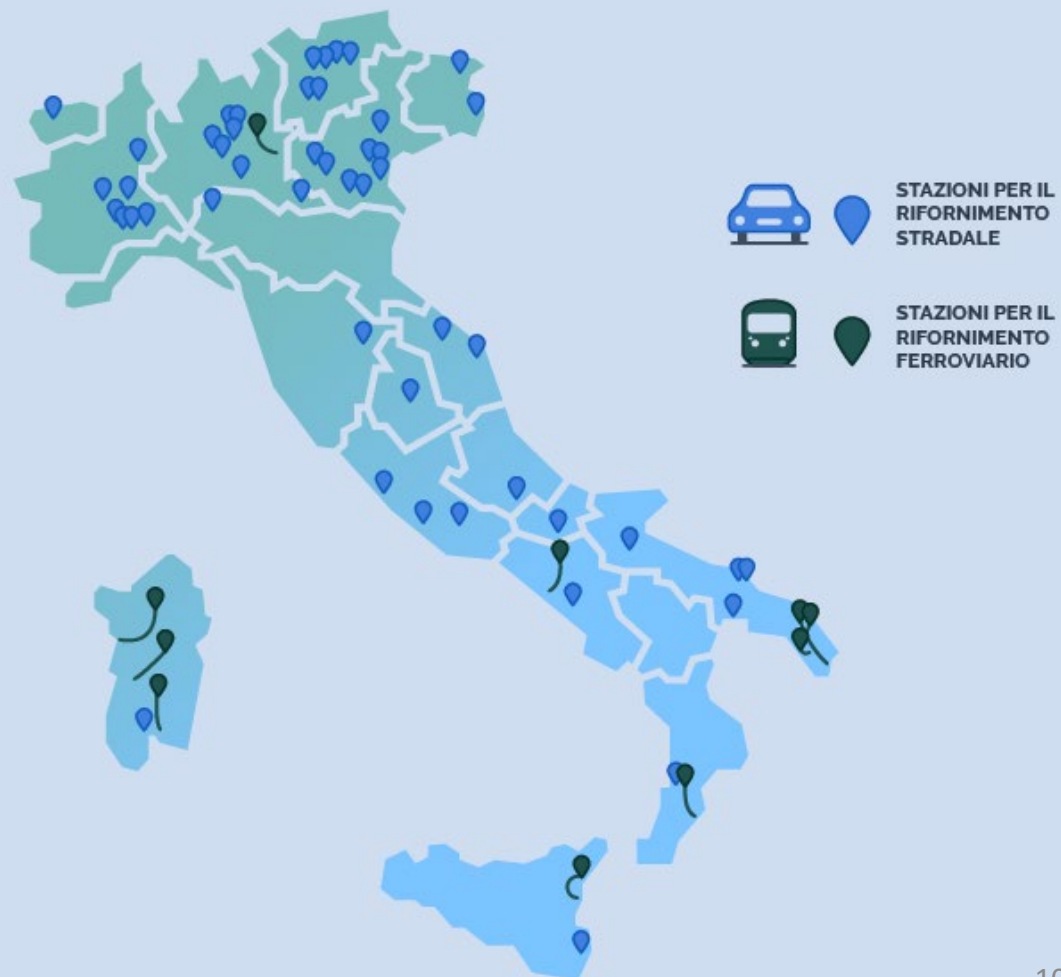 STAZIONI PER IL
RIFORNIMENTO
STRADALE
STAZIONI PER IL
RIFORNIMENTO
FERROVIARIO